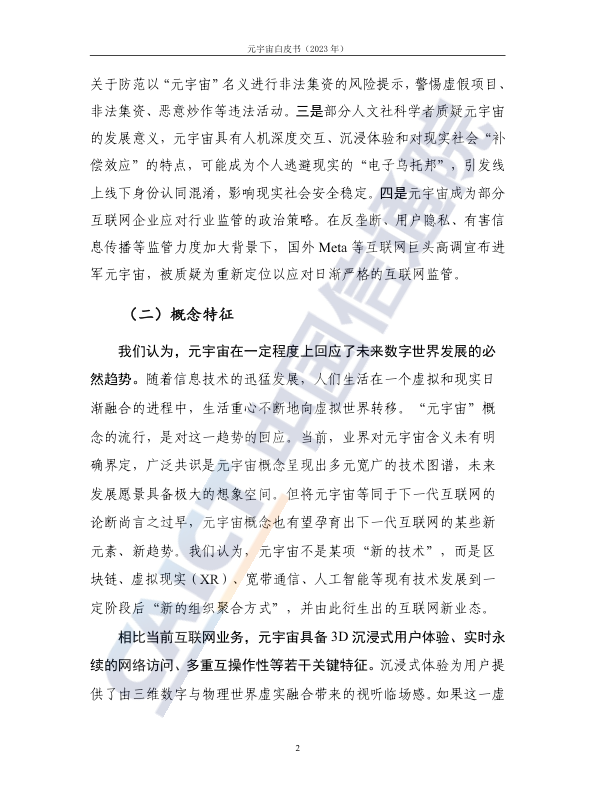 元宇宙白皮书（2023 年）
关于防范以“元宇宙”名义进行非法集资的风险提示，警惕虚假项目、
非法集资、恶意炒作等违法活动。三是部分人文社科学者质疑元宇宙
的发展意义，元宇宙具有人机深度交互、沉浸体验和对现实社会“补
偿效应”的特点，可能成为个人逃避现实的“电子乌托邦”，引发线
上线下身份认同混淆，影响现实社会安全稳定。四是元宇宙成为部分
互联网企业应对行业监管的政治策略。在反垄断、用户隐私、有害信
息传播等监管力度加大背景下，国外 Meta 等互联网巨头高调宣布进
军元宇宙，被质疑为重新定位以应对日渐严格的互联网监管。
（二）概念特征
我们认为，元宇宙在一定程度上回应了未来数字世界发展的必
然趋势。随着信息技术的迅猛发展，人们生活在一个虚拟和现实日
渐融合的进程中，生活重心不断地向虚拟世界转移。“元宇宙”概
念的流行，是对这一趋势的回应。当前，业界对元宇宙含义未有明
确界定，广泛共识是元宇宙概念呈现出多元宽广的技术图谱，未来
发展愿景具备极大的想象空间。但将元宇宙等同于下一代互联网的
论断尚言之过早，元宇宙概念也有望孕育出下一代互联网的某些新
元素、新趋势。我们认为，元宇宙不是某项“新的技术”，而是区
块链、虚拟现实（XR）、宽带通信、人工智能等现有技术发展到一
定阶段后“新的组织聚合方式”，并由此衍生出的互联网新业态。
相比当前互联网业务，元宇宙具备 3D 沉浸式用户体验、实时永
续的网络访问、多重互操作性等若干关键特征。沉浸式体验为用户提
供了由三维数字与物理世界虚实融合带来的视听临场感。如果这一虚
2
CAICT 中国信通院